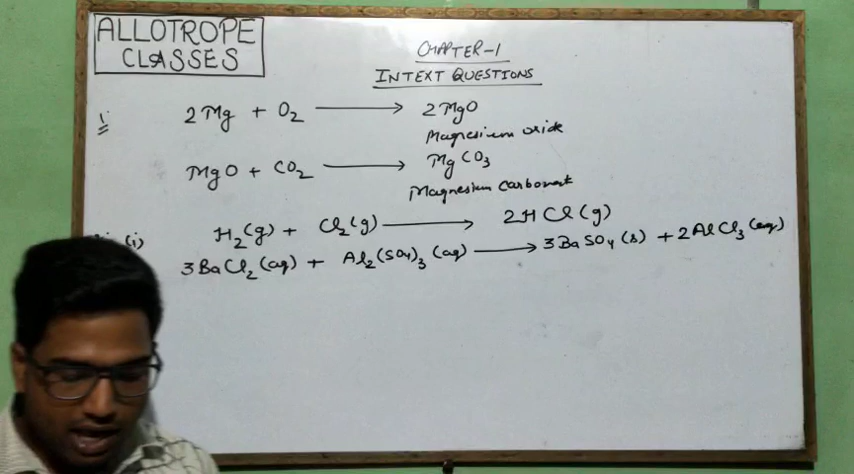 ALLOTROPE
CLASSES
CHAPTER-1
INTEXT QUESTIONS
1.
2Mg + O₂ ⟶ 2MgO
Magnesium oxide
MgO + CO₂ ⟶ MgCO₃
Magnesium carbonate
(i) H₂(g) + Cl₂(g) ⟶ 2HCl(g)
3BaCl₂(aq) + Al₂(SO₄)₃(aq) ⟶ 3BaSO₄(s) + 2AlCl₃(aq)